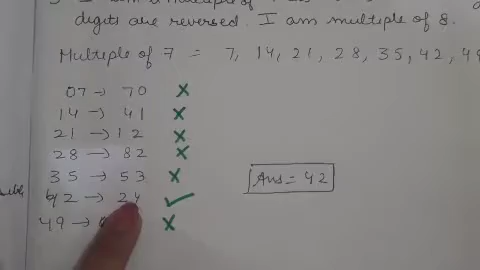 digits are reversed. I am multiple of 8.
Multiple of 7 = 7, 14, 21, 28, 35, 42, 49
07 → 70 ×
14 → 41 ×
21 → 12 ×
28 → 82 ×
35 → 53 ×
42 → 24 ✓
49 → ×
Ans = 42